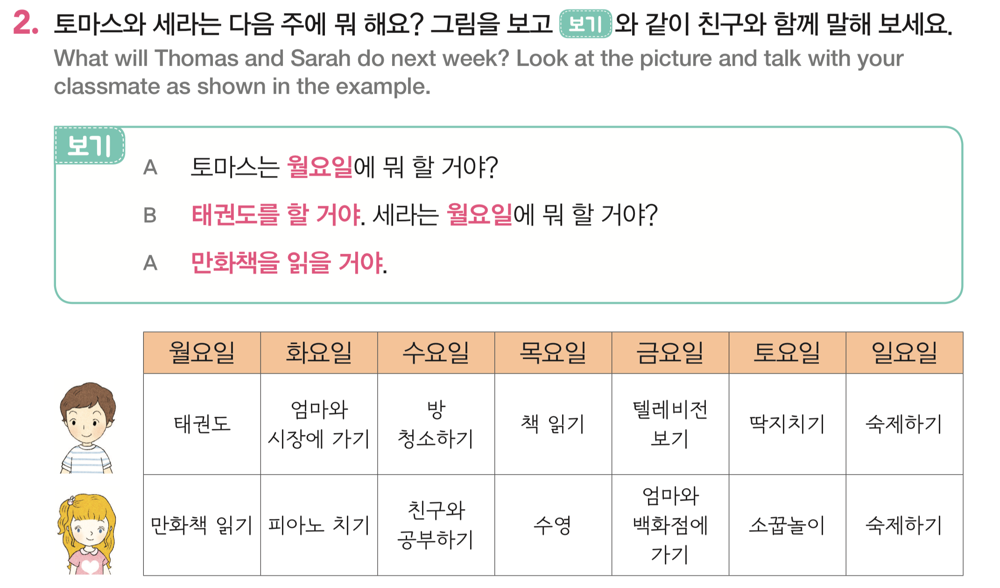 2. 토마스와 세라는 다음 주에 뭐 해요? 그림을 보고 보기 와 같이 친구와 함께 말해 보세요.
What will Thomas and Sarah do next week? Look at the picture and talk with your
classmate as shown in the example.
보기
A 토마스는 월요일에 뭐 할 거야?
B 태권도를 할 거야. 세라는 월요일에 뭐 할 거야?
A 만화책을 읽을 거야.
월요일 화요일 수요일 목요일 금요일 토요일 일요일
태권도
엄마와
시장에 가기
방
청소하기
책 읽기
텔레비전
보기
딱지치기
숙제하기
만화책 읽기
피아노 치기
친구와
공부하기
수영
엄마와
백화점에
가기
소꿉놀이
숙제하기